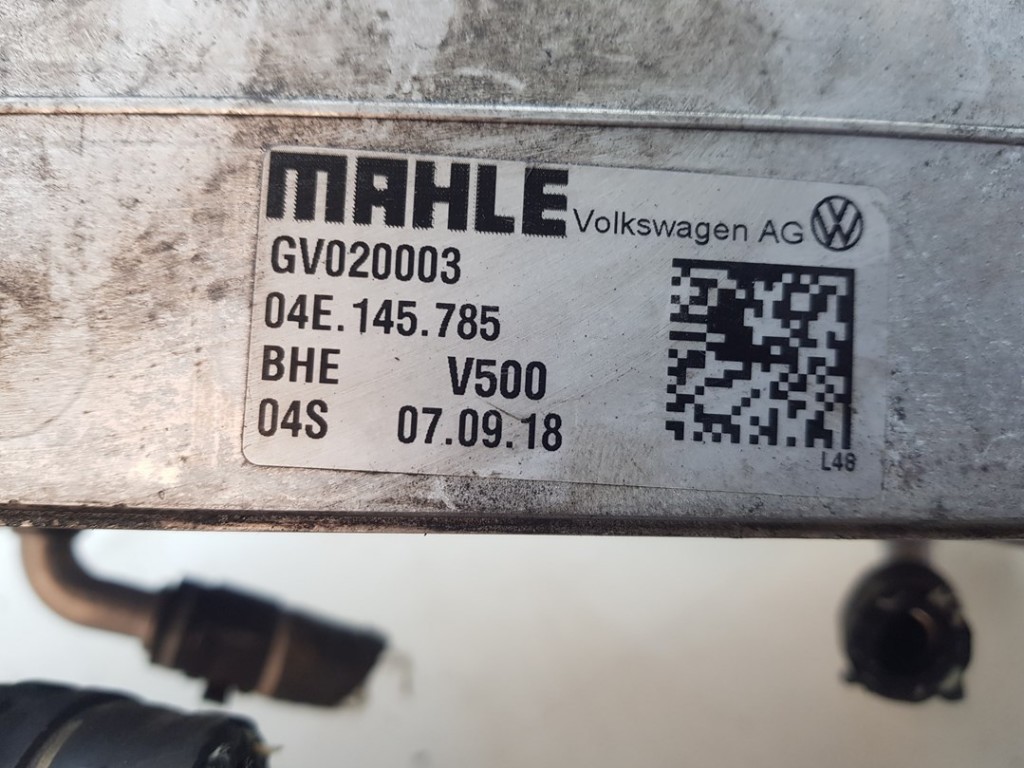 MAHLE Volkswagen AG
GV020003
04E.145.785
BHE V500
04S 07.09.18
L48